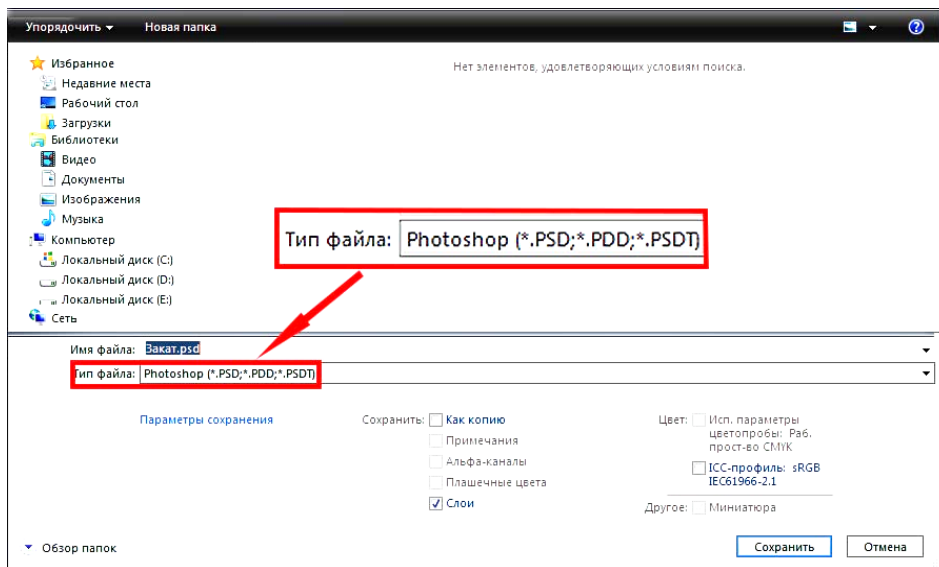 Упорядочить Новая папка
Избранное
Недавние места
Рабочий стол
Загрузки
Библиотеки
Видео
Документы
Изображения
Музыка
Компьютер
Локальный диск (C:)
Локальный диск (D:)
Локальный диск (E:)
Сеть
Нет элементов, удовлетворяющих условиям поиска.
Тип файла: Photoshop (*.PSD;*.PDD;*.PSDT)
Имя файла: Закат.psd
Тип файла: Photoshop (*.PSD;*.PDD;*.PSDT)
Параметры сохранения
Сохранить: Как копию
Примечания
Альфа-каналы
Плашечные цвета
Слои
Цвет: Исп. параметры
цветопробы: Раб.
прост-во CMYK
ICC-профиль: sRGB
IEC61966-2.1
Другое: Миниатюра
Обзор папок
Сохранить Отмена